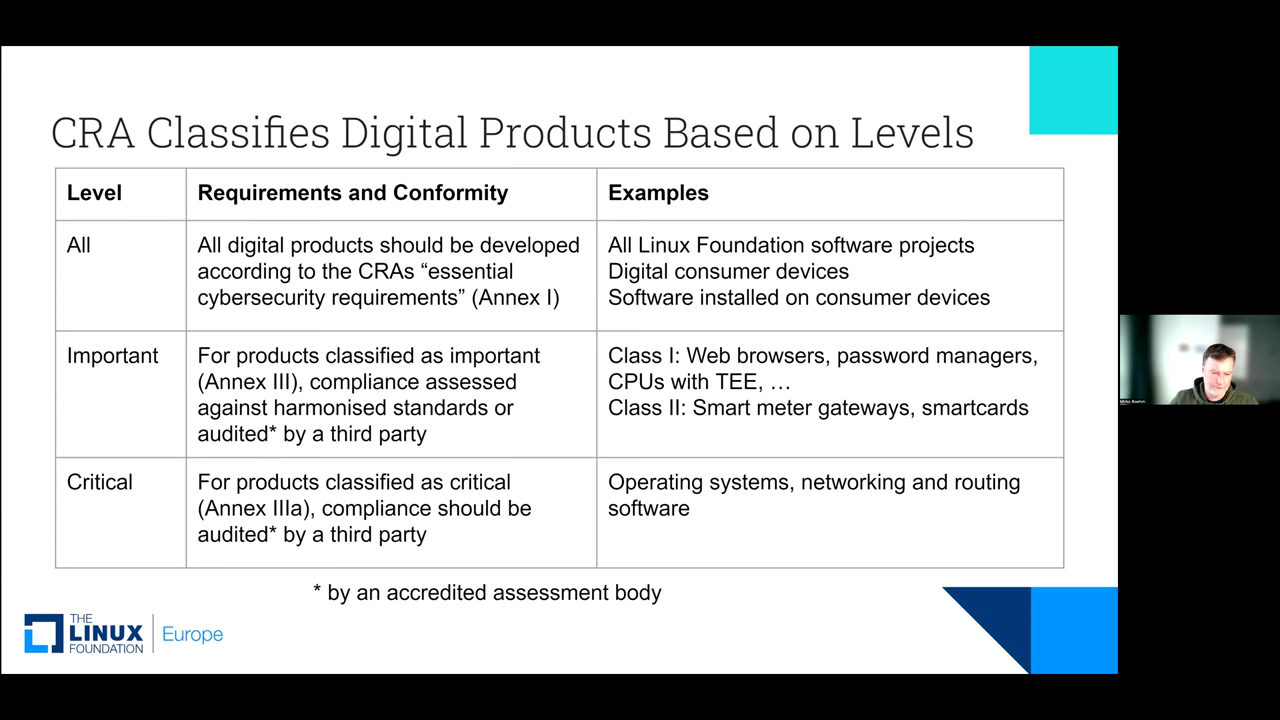 CRA Classifies Digital Products Based on Levels
Level
Requirements and Conformity
Examples
All
All digital products should be developed
according to the CRAs “essential
cybersecurity requirements” (Annex I)
All Linux Foundation software projects
Digital consumer devices
Software installed on consumer devices
Important
For products classified as important
(Annex III), compliance assessed
against harmonised standards or
audited* by a third party
Class I: Web browsers, password managers,
CPUs with TEE, …
Class II: Smart meter gateways, smartcards
Critical
For products classified as critical
(Annex IIIa), compliance should be
audited* by a third party
Operating systems, networking and routing
software
* by an accredited assessment body
THE
LINUX
FOUNDATION
Europe
Mirko Boehm